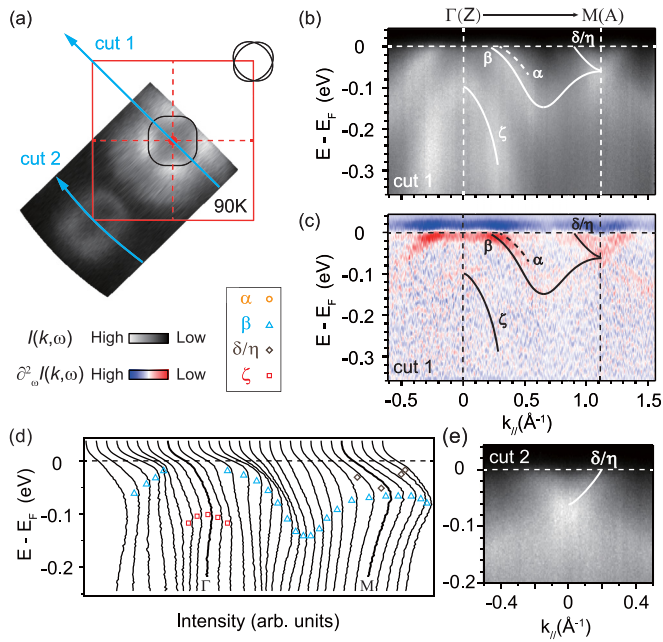 (a)
cut 1
cut 2
90K
I(k,ω) High Low
∂²ωI(k,ω) High Low
α
β
δ/η
ζ
(b)
Γ(Z) M(A)
E - EF (eV)
0
-0.1
-0.2
-0.3
β
α
δ/η
ζ
cut 1
(c)
E - EF (eV)
0
-0.1
-0.2
-0.3
β
α
δ/η
ζ
cut 1
-0.5 0 0.5 1.0 1.5
k//(Å-1)
(d)
E - EF (eV)
0
-0.1
-0.2
Γ
M
Intensity (arb. units)
(e)
cut 2
δ/η
0
-0.1
-0.2
-0.4 0 0.4
k//(Å-1)